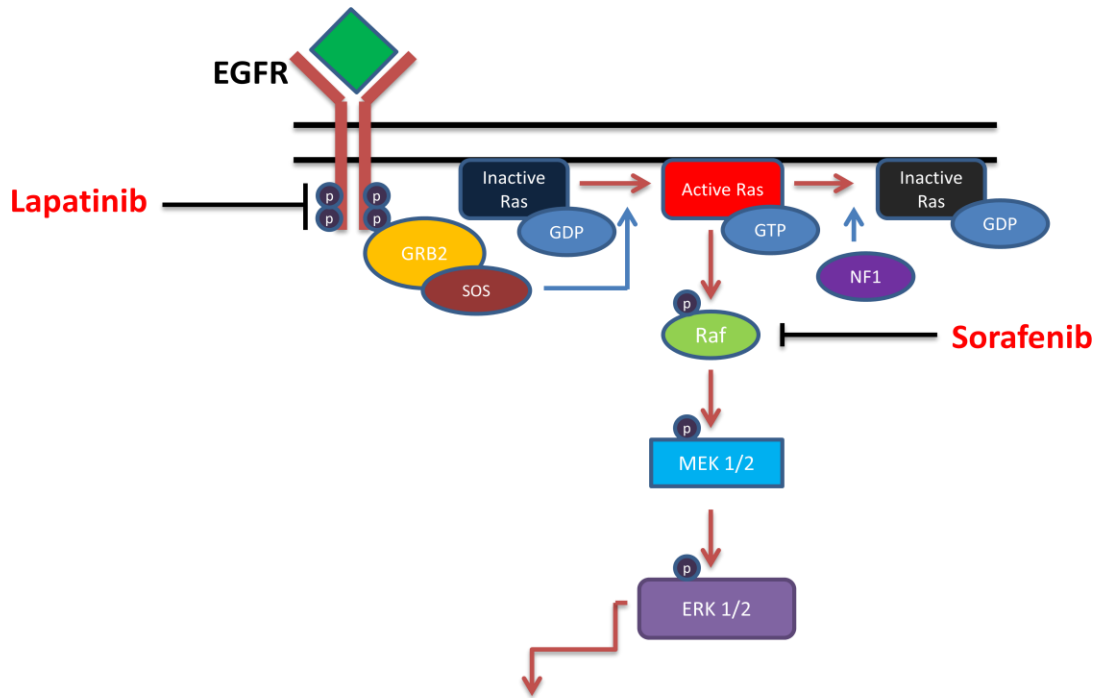 EGFR
Lapatinib
p
p
p
p
GRB2
SOS
Inactive
Ras
GDP
Active Ras
GTP
Inactive
Ras
GDP
NF1
p
Raf
Sorafenib
p
MEK 1/2
p
ERK 1/2